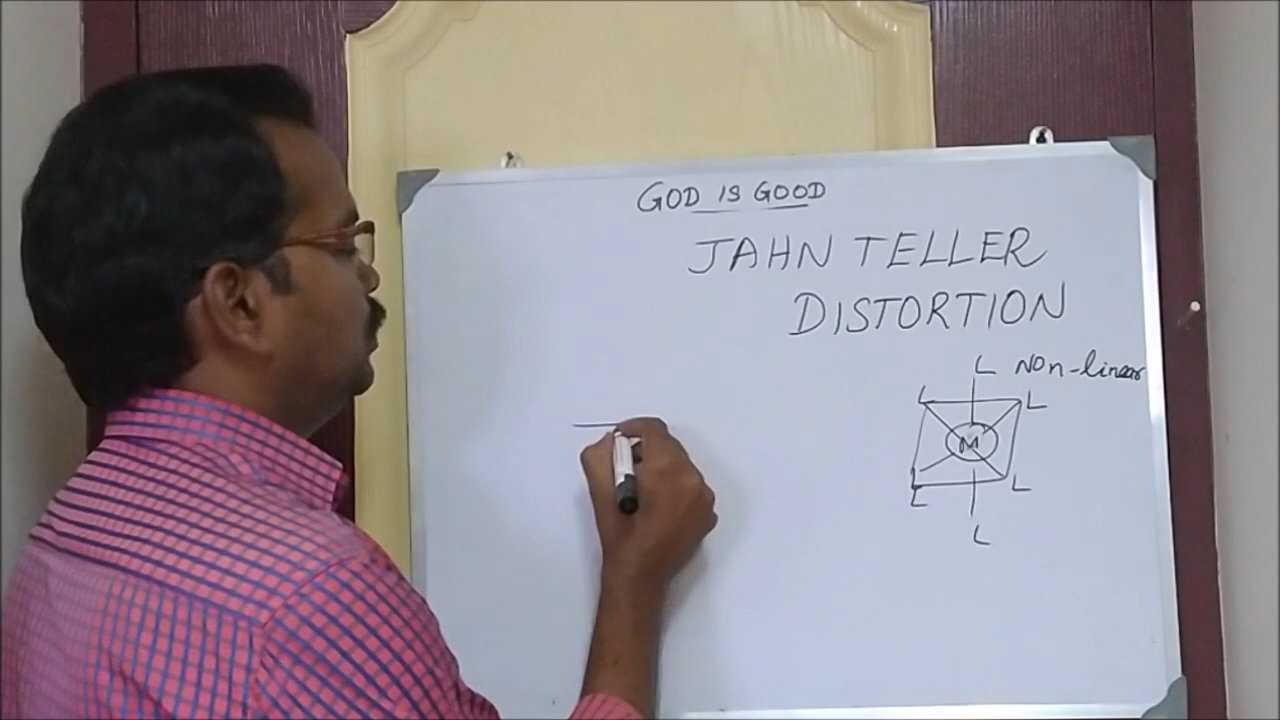 GOD IS GOOD
JAHN TELLER
DISTORTION
L Non-linear
L L
M
L L
L